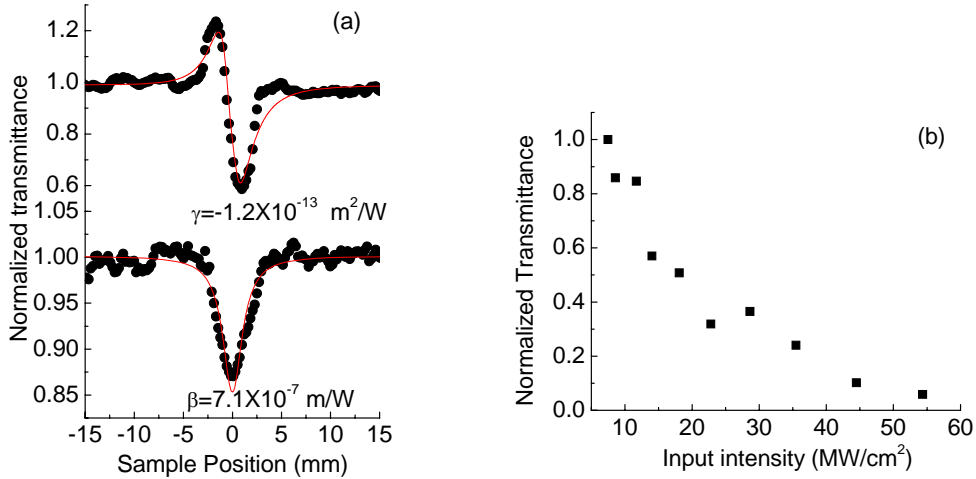 (a)
1.2
1.0
0.8
0.6
γ=-1.2X10⁻¹³ m²/W
1.05
1.00
0.95
0.90
0.85
β=7.1X10⁻⁷ m/W
-15 -10 -5 0 5 10 15
Sample Position (mm)
Normalized transmittance
(b)
1.0
0.8
0.6
0.4
0.2
0.0
10 20 30 40 50 60
Input intensity (MW/cm²)
Normalized Transmittance